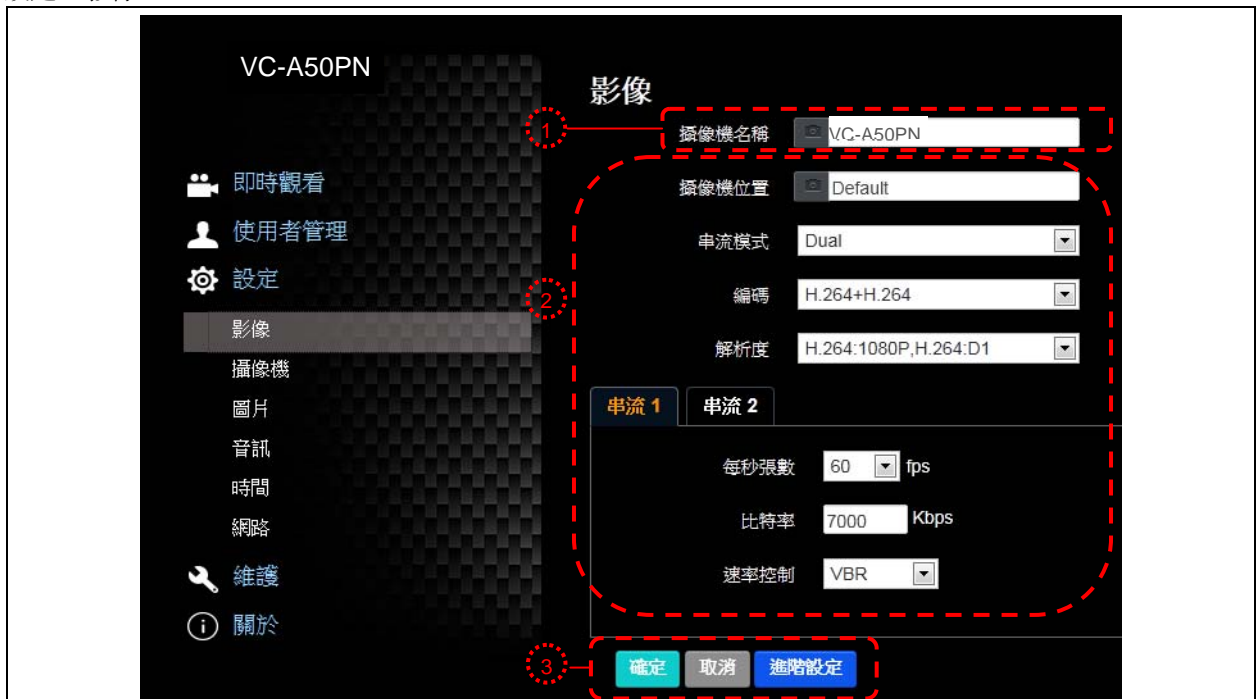 VC-A50PN
即時觀看
使用者管理
設定
影像
攝像機
圖片
音訊
時間
網路
維護
關於
影像
1
攝像機名稱 VC-A50PN
2
攝像機位置 Default
串流模式 Dual
編碼 H.264+H.264
解析度 H.264:1080P,H.264:D1
串流 1 串流 2
每秒張數 60 fps
比特率 7000 Kbps
速率控制 VBR
3
確定 取消 進階設定